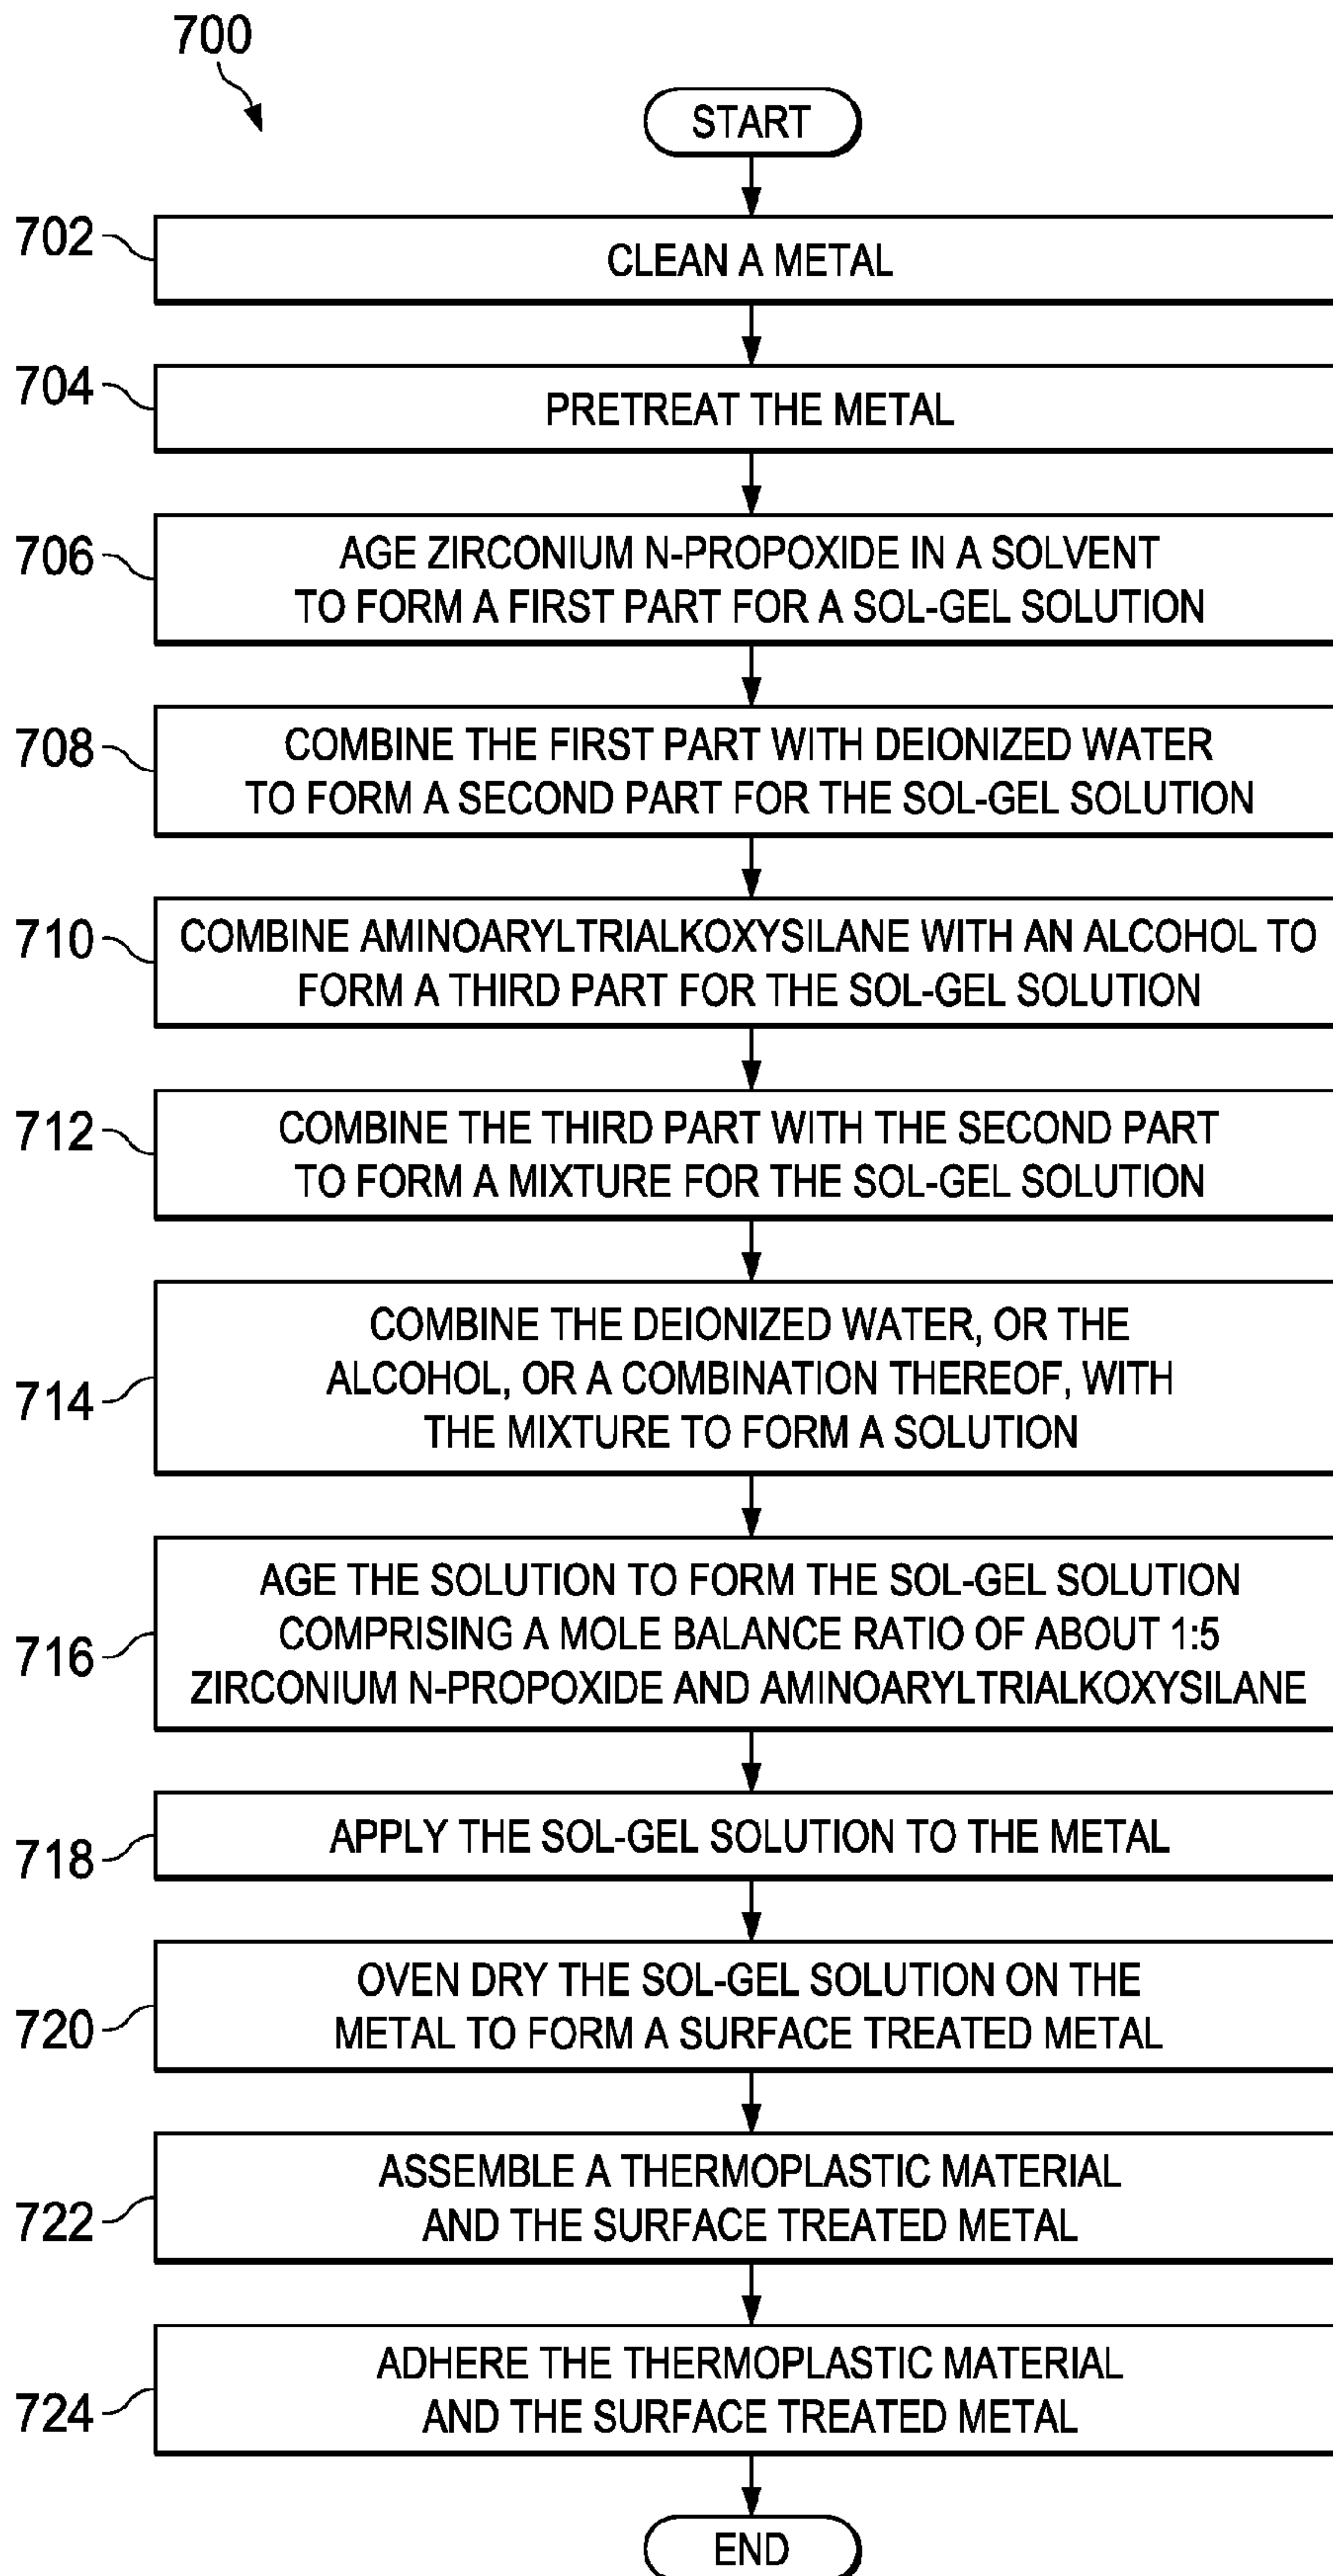 700
START
702
CLEAN A METAL
704
PRETREAT THE METAL
706
AGE ZIRCONIUM N-PROPOXIDE IN A SOLVENT
TO FORM A FIRST PART FOR A SOL-GEL SOLUTION
708
COMBINE THE FIRST PART WITH DEIONIZED WATER
TO FORM A SECOND PART FOR THE SOL-GEL SOLUTION
710
COMBINE AMINOARYLTRIALKOXYSILANE WITH AN ALCOHOL TO
FORM A THIRD PART FOR THE SOL-GEL SOLUTION
712
COMBINE THE THIRD PART WITH THE SECOND PART
TO FORM A MIXTURE FOR THE SOL-GEL SOLUTION
714
COMBINE THE DEIONIZED WATER, OR THE
ALCOHOL, OR A COMBINATION THEREOF, WITH
THE MIXTURE TO FORM A SOLUTION
716
AGE THE SOLUTION TO FORM THE SOL-GEL SOLUTION
COMPRISING A MOLE BALANCE RATIO OF ABOUT 1:5
ZIRCONIUM N-PROPOXIDE AND AMINOARYLTRIALKOXYSILANE
718
APPLY THE SOL-GEL SOLUTION TO THE METAL
720
OVEN DRY THE SOL-GEL SOLUTION ON THE
METAL TO FORM A SURFACE TREATED METAL
722
ASSEMBLE A THERMOPLASTIC MATERIAL
AND THE SURFACE TREATED METAL
724
ADHERE THE THERMOPLASTIC MATERIAL
AND THE SURFACE TREATED METAL
END